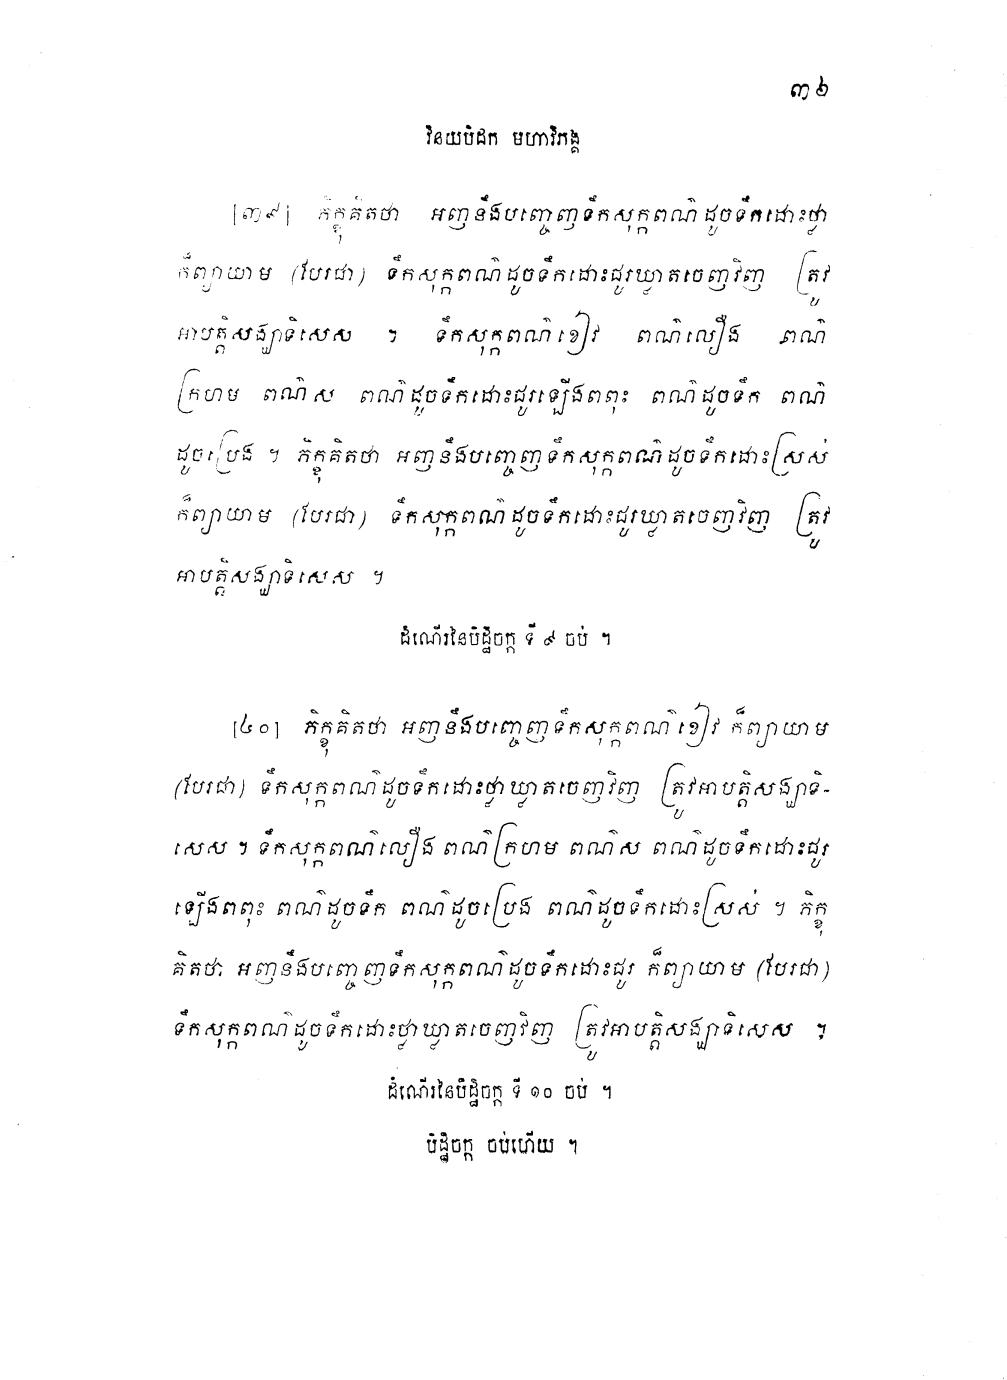 ៣៦
វិនយបិដក មហាវិភង្គ
[៣៩] ភិក្ខុគិតថា អញនឹងបញ្ចេញទឹកសុក្កពណ៌ដូចទឹកដោះថ្លា
ក៏ព្យាយាម (បែរជា) ទឹកសុក្កពណ៌ដូចទឹកដោះជូរឃ្លាតចេញវិញ ត្រូវ
អាបត្តិសង្ឃាទិសេស ។ ទឹកសុក្កពណ៌ខៀវ ពណ៌លឿង ពណ៌
ក្រហម ពណ៌ស ពណ៌ដូចទឹកដោះជូរឡើងពពុះ ពណ៌ដូចទឹក ពណ៌
ដូចប្រេង ។ ភិក្ខុគិតថា អញនឹងបញ្ចេញទឹកសុក្កពណ៌ដូចទឹកដោះស្រស់
ក៏ព្យាយាម (បែរជា) ទឹកសុក្កពណ៌ដូចទឹកដោះជូរឃ្លាតចេញវិញ ត្រូវ
អាបត្តិសង្ឃាទិសេស ។
ដំណើរនៃបិដ្ឋិចក្ក ទី ៩ ចប់ ។
[៤០] ភិក្ខុគិតថា អញនឹងបញ្ចេញទឹកសុក្កពណ៌ខៀវ ក៏ព្យាយាម
(បែរជា) ទឹកសុក្កពណ៌ដូចទឹកដោះថ្លាឃ្លាតចេញវិញ ត្រូវអាបត្តិសង្ឃាទិ-
សេស ។ ទឹកសុក្កពណ៌លឿង ពណ៌ក្រហម ពណ៌ស ពណ៌ដូចទឹកដោះជូរ
ឡើងពពុះ ពណ៌ដូចទឹក ពណ៌ដូចប្រេង ពណ៌ដូចទឹកដោះស្រស់ ។ ភិក្ខុ
គិតថា អញនឹងបញ្ចេញទឹកសុក្កពណ៌ដូចទឹកដោះជូរ ក៏ព្យាយាម (បែរជា)
ទឹកសុក្កពណ៌ដូចទឹកដោះថ្លាឃ្លាតចេញវិញ ត្រូវអាបត្តិសង្ឃាទិសេស ។
ដំណើរនៃបិដ្ឋិចក្ក ទី ១០ ចប់ ។
បិដ្ឋិចក្ក ចប់ហើយ ។